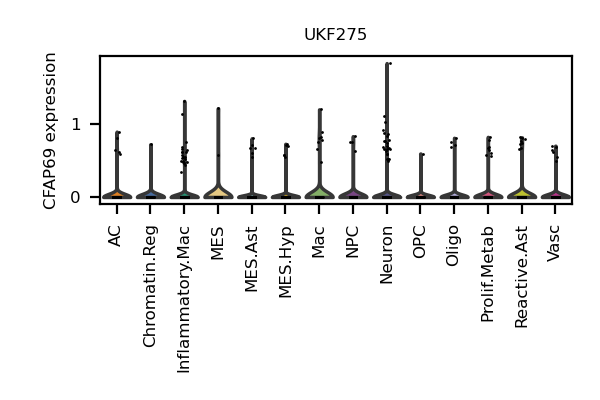 UKF275
CFAP69 expression
1
0
AC
Chromatin.Reg
Inflammatory.Mac
MES
MES.Ast
MES.Hyp
Mac
NPC
Neuron
OPC
Oligo
Prolif.Metab
Reactive.Ast
Vasc